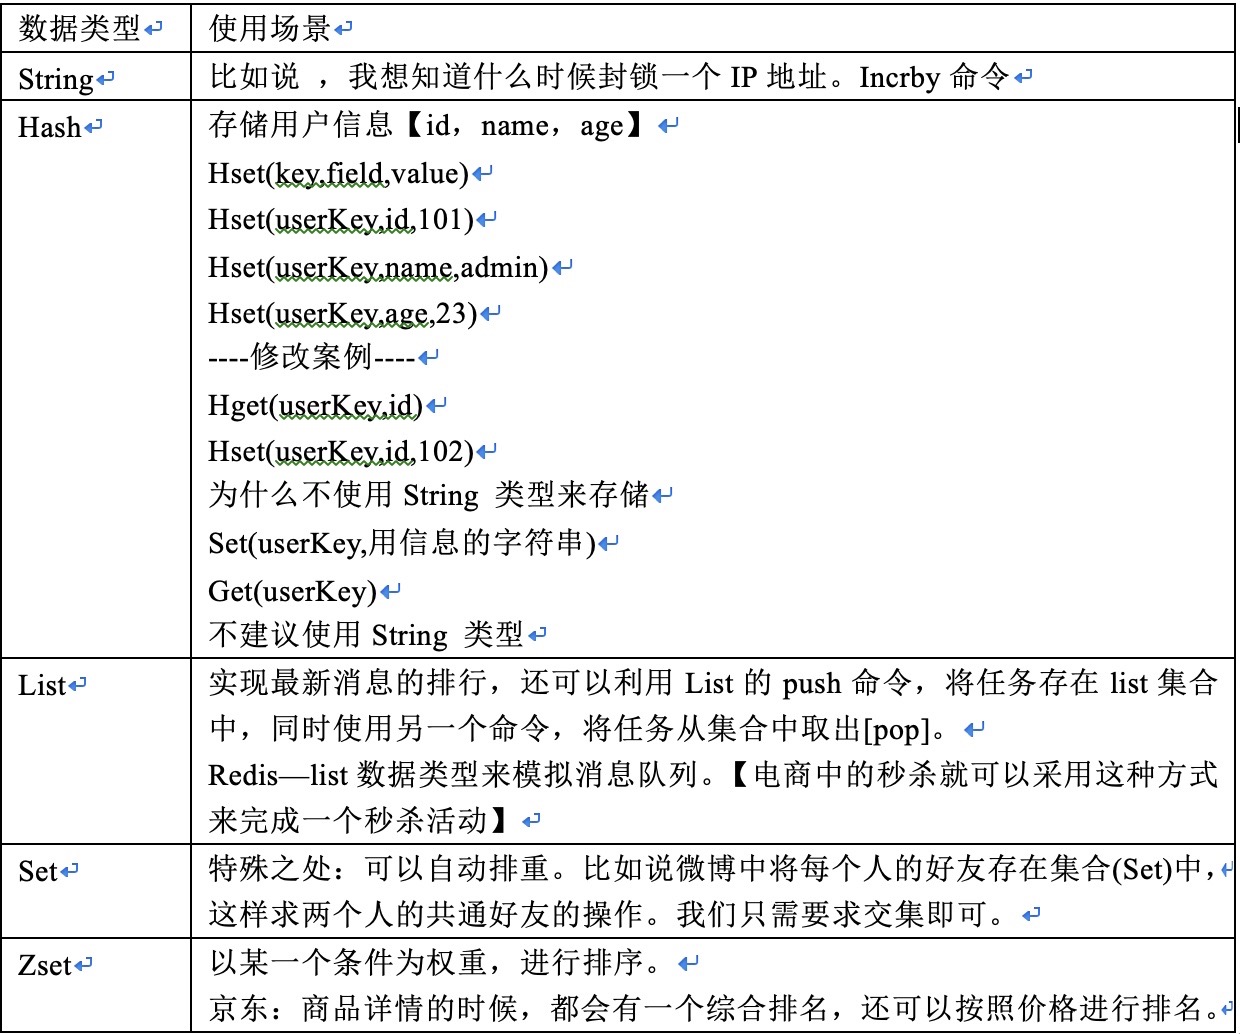 数据类型
使用场景
String
比如说 ，我想知道什么时候封锁一个 IP 地址。Incrby 命令
Hash
存储用户信息【id，name，age】
Hset(key,field,value)
Hset(userKey,id,101)
Hset(userKey,name,admin)
Hset(userKey,age,23)
----修改案例----
Hget(userKey,id)
Hset(userKey,id,102)
为什么不使用 String 类型来存储
Set(userKey,用信息的字符串)
Get(userKey)
不建议使用 String 类型
List
实现最新消息的排行，还可以利用 List 的 push 命令，将任务存在 list 集合
中，同时使用另一个命令，将任务从集合中取出[pop]。
Redis—list 数据类型来模拟消息队列。【电商中的秒杀就可以采用这种方式
来完成一个秒杀活动】
Set
特殊之处：可以自动排重。比如说微博中将每个人的好友存在集合(Set)中，
这样求两个人的共通好友的操作。我们只需要求交集即可。
Zset
以某一个条件为权重，进行排序。
京东：商品详情的时候，都会有一个综合排名，还可以按照价格进行排名。